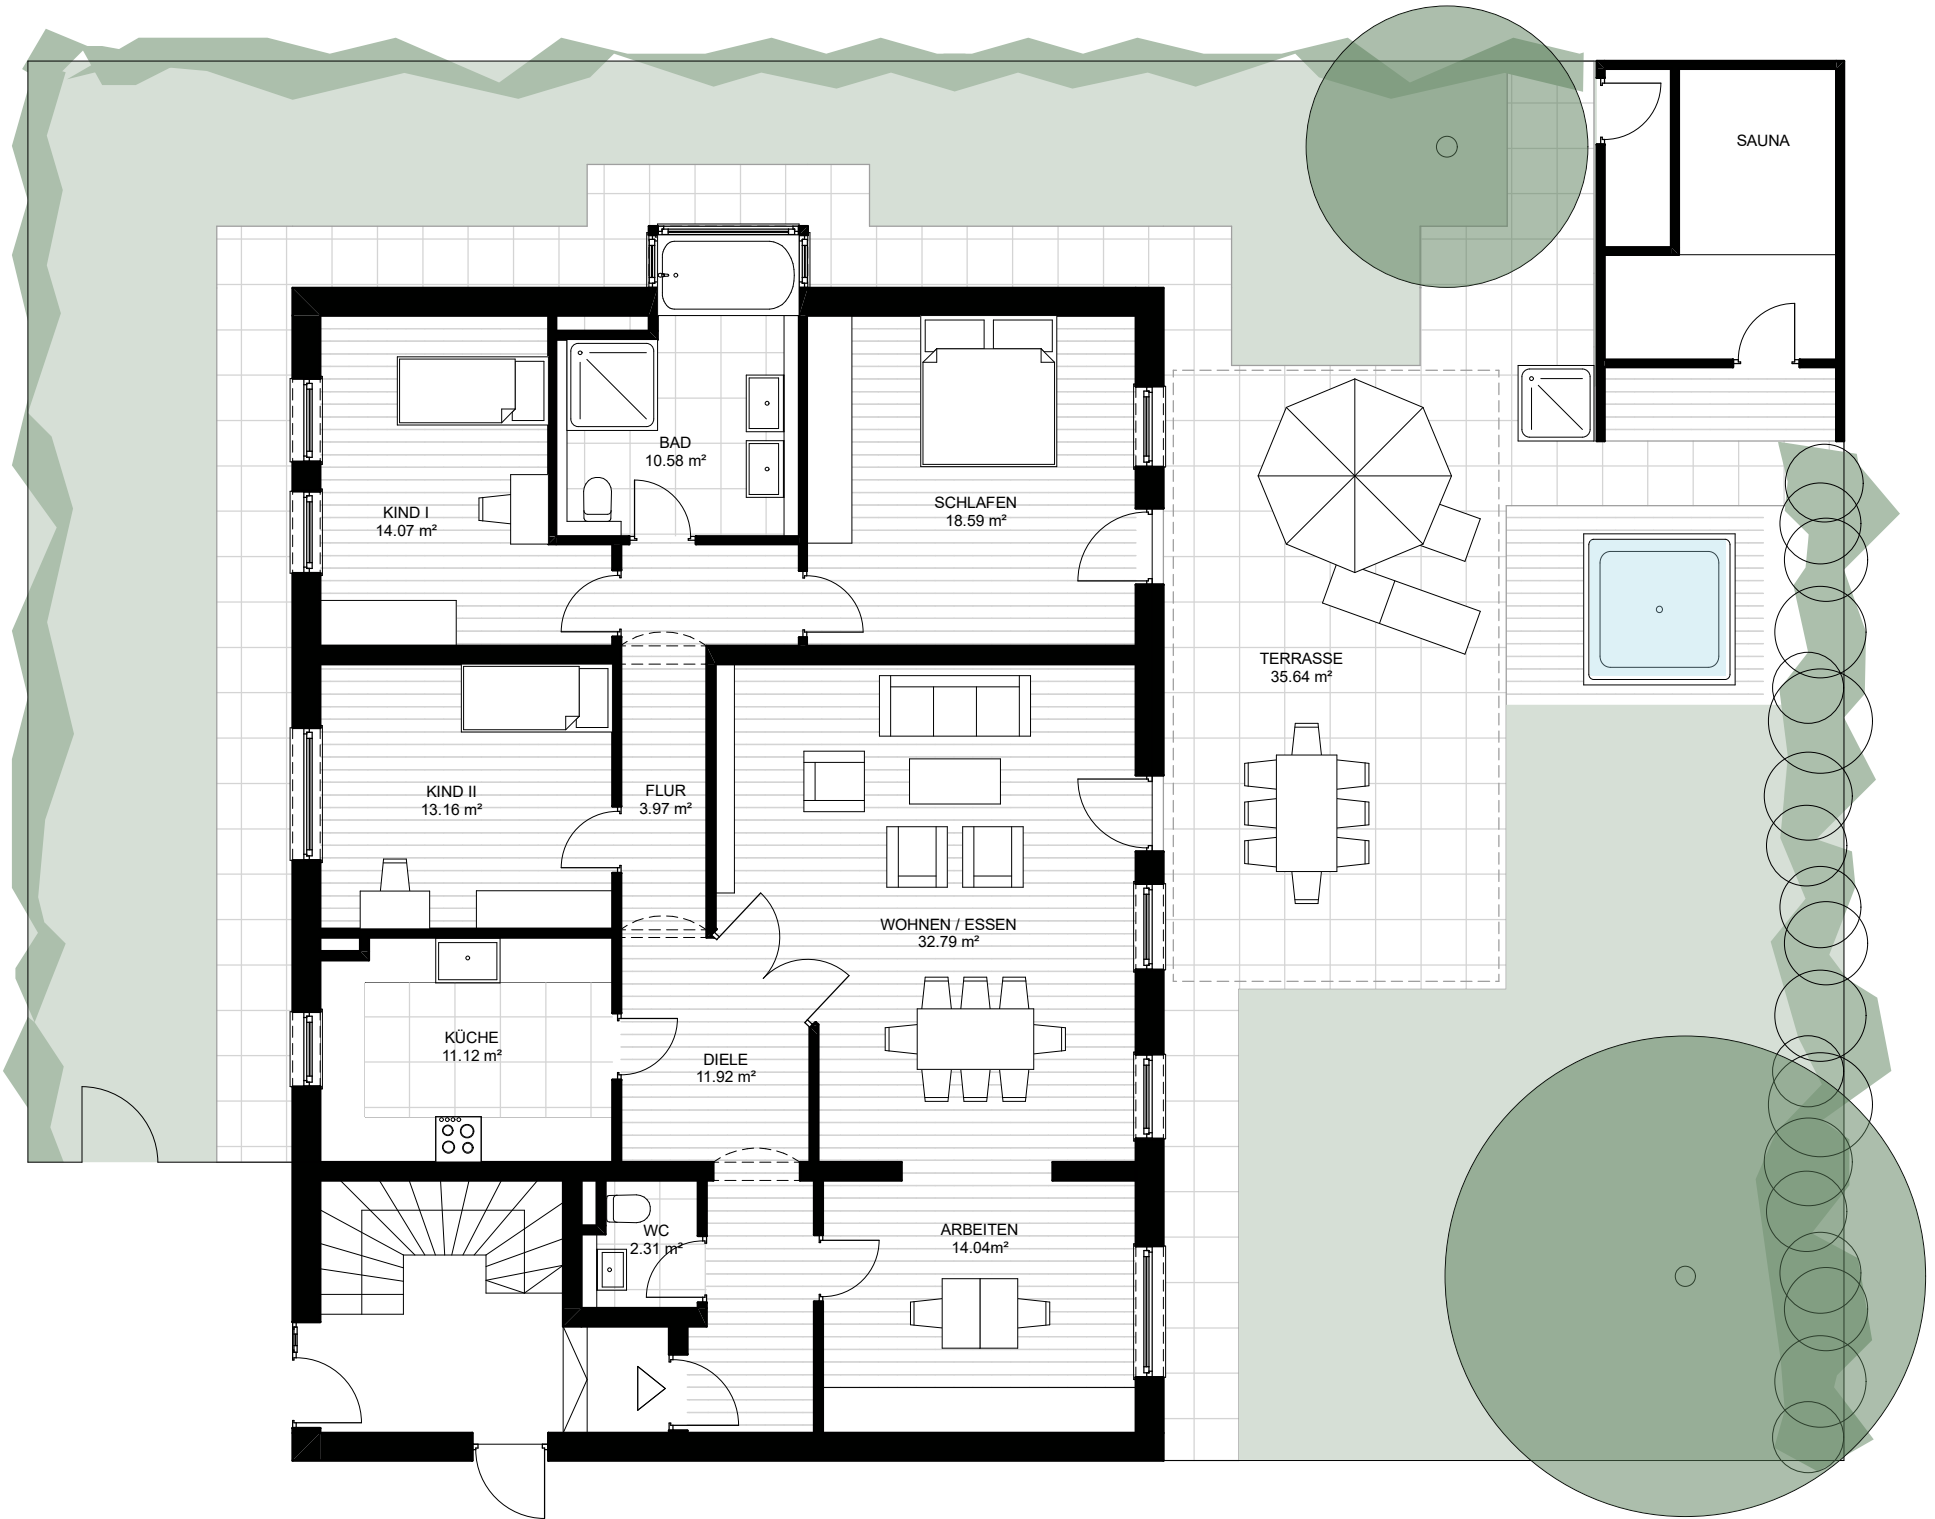 SAUNA
BAD
10.58 m²
KIND I
14.07 m²
SCHLAFEN
18.59 m²
TERRASSE
35.64 m²
KIND II
13.16 m²
FLUR
3.97 m²
WOHNEN / ESSEN
32.79 m²
KÜCHE
11.12 m²
DIELE
11.92 m²
WC
2.31 m²
ARBEITEN
14.04m²